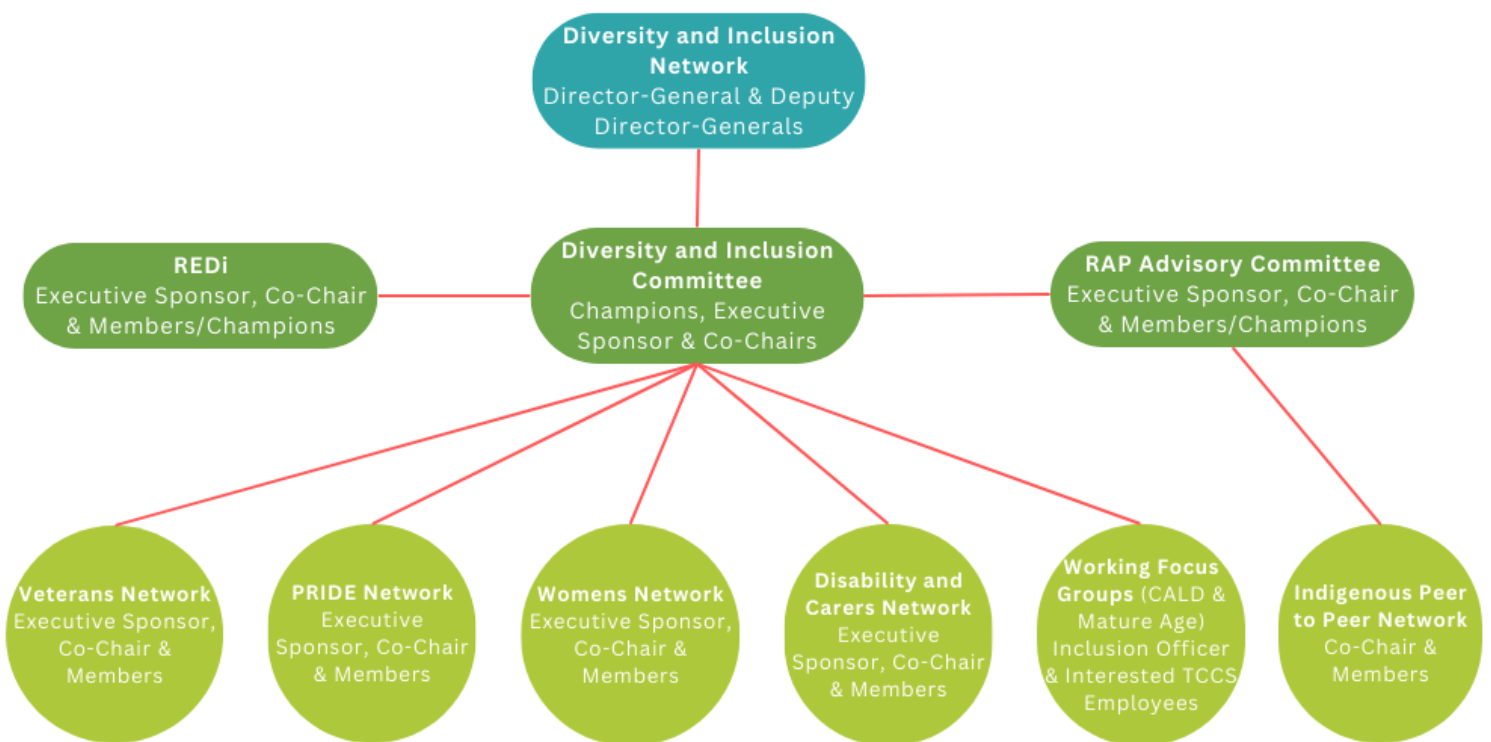 Diversity and Inclusion
Network
Director-General & Deputy
Director-Generals
REDi
Executive Sponsor, Co-Chair
& Members/Champions
Diversity and Inclusion
Committee
Champions, Executive
Sponsor & Co-Chairs
RAP Advisory Committee
Executive Sponsor, Co-Chair
& Members/Champions
Veterans Network
Executive Sponsor,
Co-Chair &
Members
PRIDE Network
Executive
Sponsor, Co-Chair
& Members
Womens Network
Executive Sponsor,
Co-Chair &
Members
Disability and
Carers Network
Executive
Sponsor, Co-Chair
& Members
Working Focus
Groups (CALD &
Mature Age)
Inclusion Officer
& Interested TCCS
Employees
Indigenous Peer
to Peer Network
Co-Chair &
Members